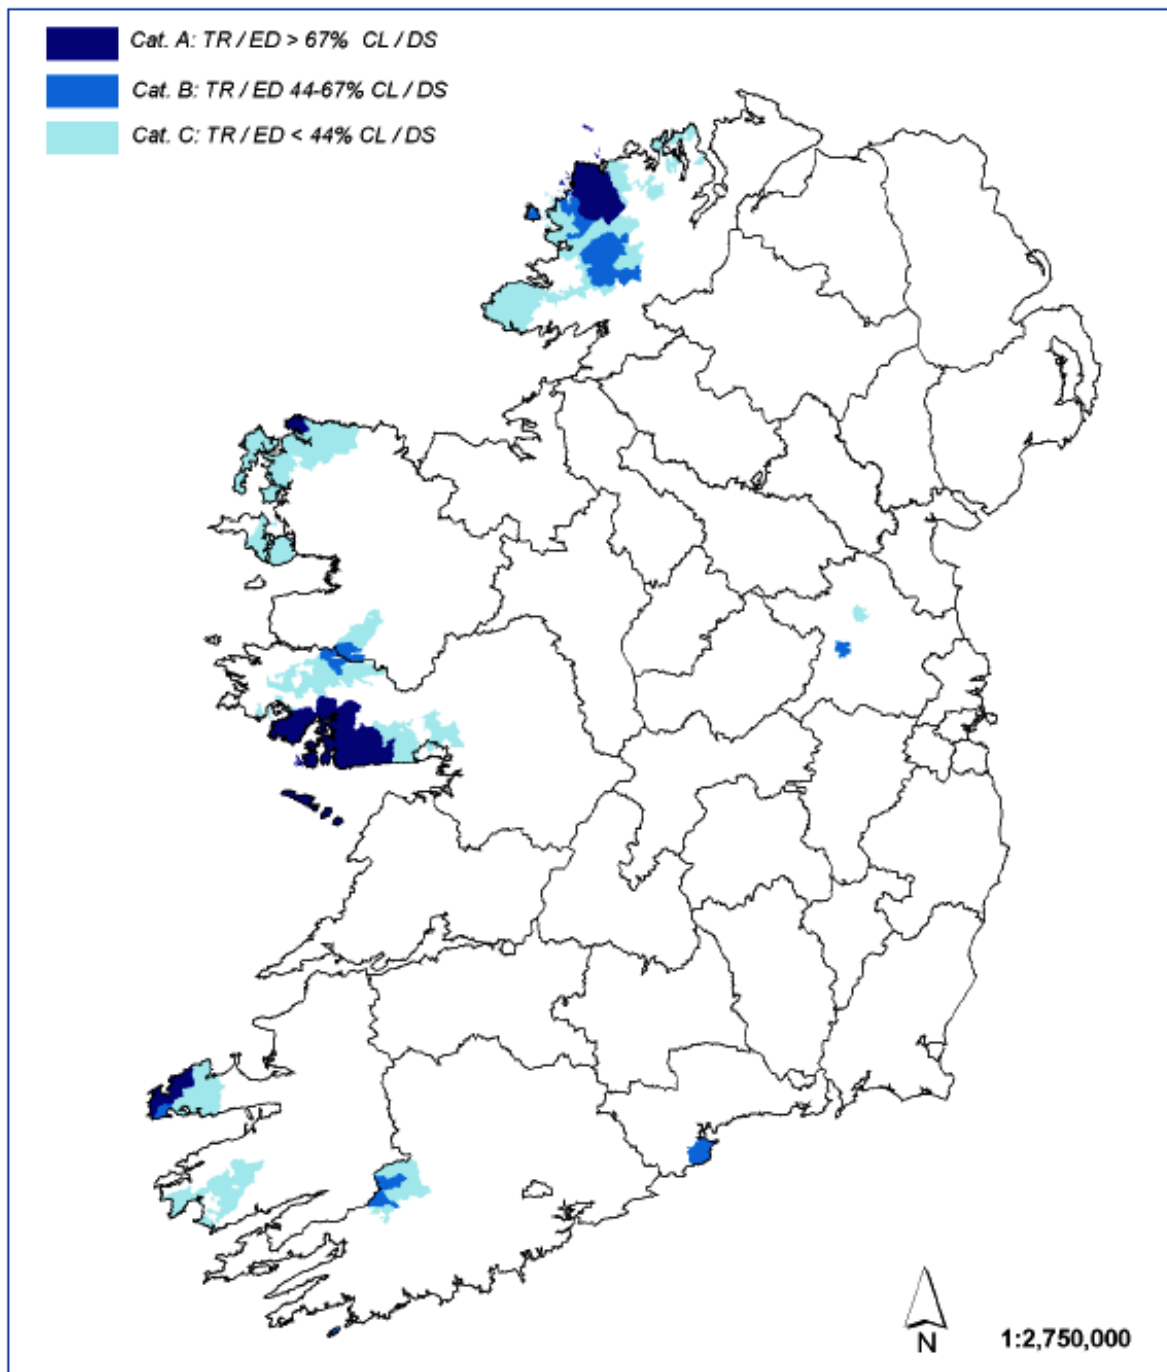 Cat. A: TR / ED > 67% CL / DS
Cat. B: TR / ED 44-67% CL / DS
Cat. C: TR / ED < 44% CL / DS
N
1:2,750,000